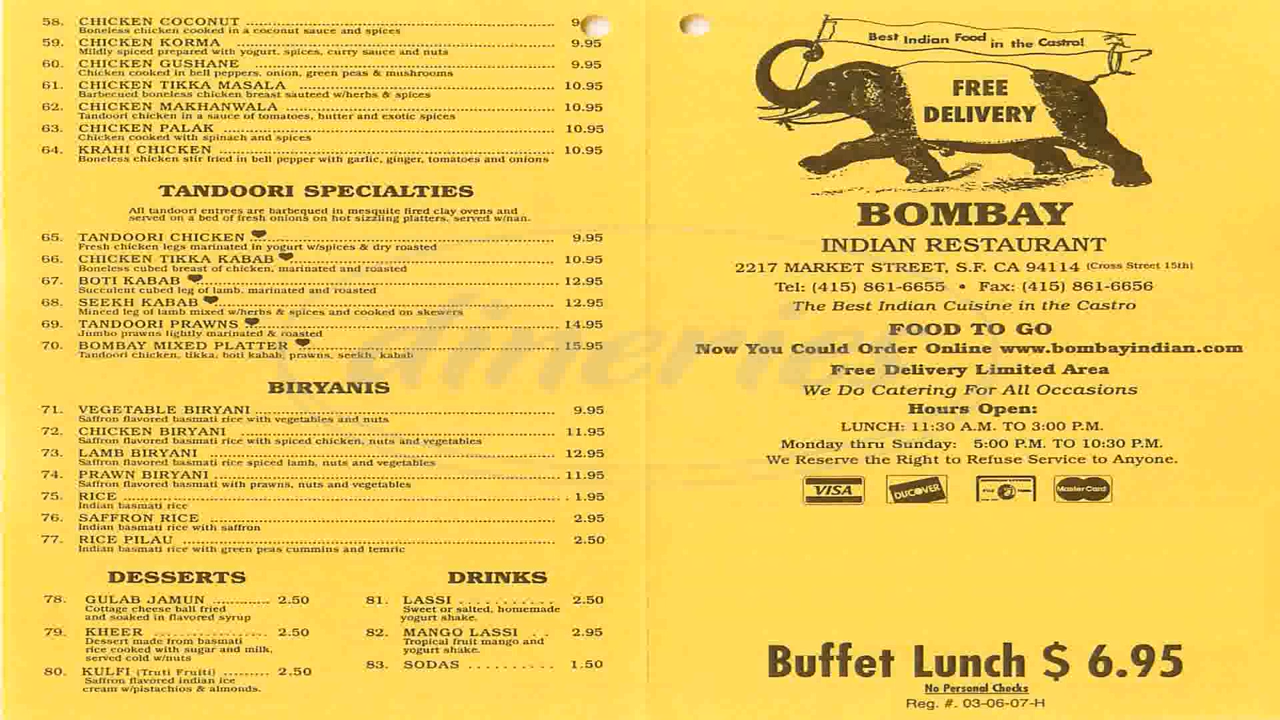 58. CHICKEN COCONUT ........ 9
Boneless chicken cooked in a coconut sauce and spices
59. CHICKEN KORMA ........ 9.95
Mildly spiced prepared with yogurt, spices, curry sauce and nuts
60. CHICKEN GUSHANE ........ 9.95
Chicken cooked in bell peppers, onion, green peas & mushrooms
61. CHICKEN TIKKA MASALA ........ 10.95
Barbecued boneless chicken breast sauteed w/herbs & spices
62. CHICKEN MAKHANWALA ........ 10.95
Tandoori chicken in a sauce of tomatoes, butter and exotic spices
63. CHICKEN PALAK ........ 10.95
Chicken cooked with spinach and spices
64. KRAHI CHICKEN ........ 10.95
Boneless chicken stir fried in bell pepper with garlic, ginger, tomatoes and onions
TANDOORI SPECIALTIES
All tandoori entrees are barbequed in mesquite fired clay ovens and
served on a bed of fresh onions on hot sizzling platters, served w/nan.
65. TANDOORI CHICKEN ........ 9.95
Fresh chicken legs marinated in yogurt w/spices & dry roasted
66. CHICKEN TIKKA KABAB ........ 10.95
Boneless cubed breast of chicken, marinated and roasted
67. BOTI KABAB ........ 12.95
Succulent cubed leg of lamb, marinated and roasted
68. SEEKH KABAB ........ 12.95
Minced leg of lamb mixed w/herbs & spices and cooked on skewers
69. TANDOORI PRAWNS ........ 14.95
Jumbo prawns lightly marinated & roasted
70. BOMBAY MIXED PLATTER ........ 15.95
Tandoori chicken, tikka, boti kabab, prawns, seekh, kabab
BIRYANIS
71. VEGETABLE BIRYANI ........ 9.95
Saffron flavored basmati rice with vegetables and nuts
72. CHICKEN BIRYANI ........ 11.95
Saffron flavored basmati rice with spiced chicken, nuts and vegetables
73. LAMB BIRYANI ........ 12.95
Saffron flavored basmati rice spiced lamb, nuts and vegetables
74. PRAWN BIRYANI ........ 11.95
Saffron flavored basmati with prawns, nuts and vegetables
75. RICE ........ 1.95
Indian basmati rice
76. SAFFRON RICE ........ 2.95
Indian basmati rice with saffron
77. RICE PILAU ........ 2.50
Indian basmati rice with green peas cummins and temric
DESSERTS
78. GULAB JAMUN ........ 2.50
Cottage cheese ball fried
and soaked in flavored syrup
79. KHEER ........ 2.50
Dessert made from basmati
rice cooked with sugar and milk,
served cold w/nuts
80. KULFI (Truti Fruiti) ........ 2.50
Saffron flavored indian ice
cream w/pistachios & almonds.
DRINKS
81. LASSI ........ 2.50
Sweet or salted, homemade
yogurt shake.
82. MANGO LASSI . . 2.95
Tropical fruit mango and
yogurt shake.
83. SODAS ........ 1.50
Best Indian Food in the Castro!
FREE
DELIVERY
BOMBAY
INDIAN RESTAURANT
2217 MARKET STREET, S.F. CA 94114 (Cross Street 15th)
Tel: (415) 861-6655 • Fax: (415) 861-6656
The Best Indian Cuisine in the Castro
FOOD TO GO
Now You Could Order Online www.bombayindian.com
Free Delivery Limited Area
We Do Catering For All Occasions
Hours Open:
LUNCH: 11:30 A.M. TO 3:00 P.M.
Monday thru Sunday: 5:00 P.M. TO 10:30 P.M.
We Reserve the Right to Refuse Service to Anyone.
VISA DISCOVER MasterCard
Buffet Lunch $ 6.95
No Personal Checks
Reg. #. 03-06-07-H
dinerica